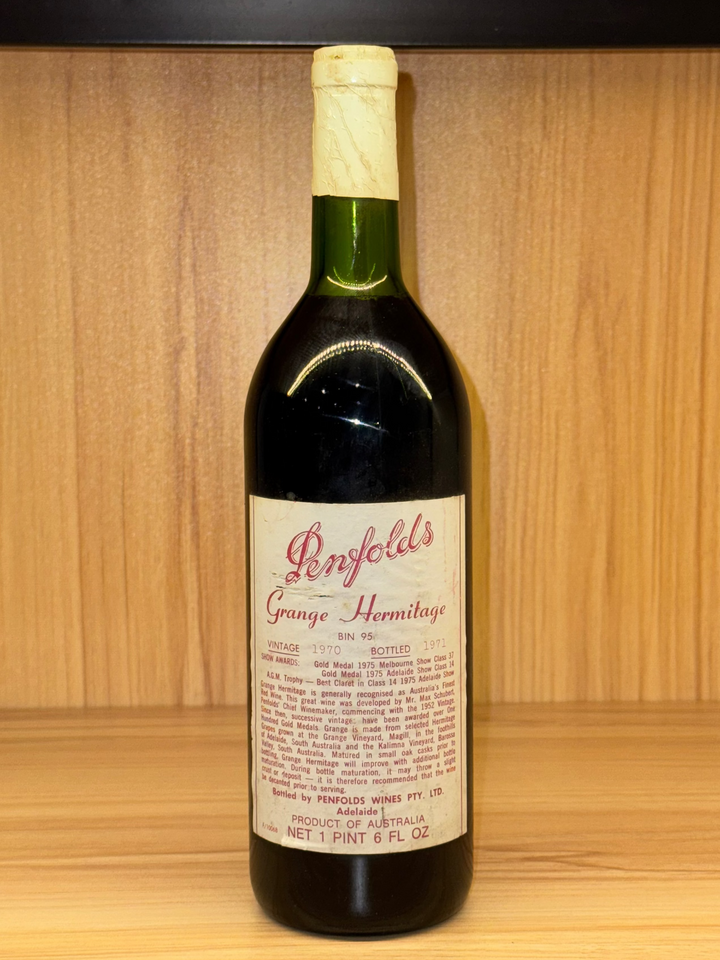 Penfolds
Grange Hermitage
BIN 95
VINTAGE 1970 BOTTLED 1971
SHOW AWARDS: Gold Medal 1975 Melbourne Show Class 37
Gold Medal 1975 Adelaide Show Class 14
A.G.M. Trophy — Best Claret in Class 14 1975 Adelaide Show
Grange Hermitage is generally recognised as Australia's Finest
Red Wine. This great wine was developed by Mr. Max Schubert,
Penfolds' Chief Winemaker, commencing with the 1952 Vintage.
Since then, successive vintages have been awarded over One
Hundred Gold Medals. Grange is made from selected Hermitage
Grapes grown at the Grange Vineyard, Magill, in the foothills
of Adelaide, South Australia and the Kalimna Vineyard, Barossa
Valley, South Australia. Matured in small oak casks prior to
bottling, Grange Hermitage will improve with additional bottle
maturation. During bottle maturation, it may throw a slight
crust or deposit — it is therefore recommended that the wine
be decanted prior to serving.
Bottled by PENFOLDS WINES PTY. LTD.
Adelaide
PRODUCT OF AUSTRALIA
NET 1 PINT 6 FL OZ